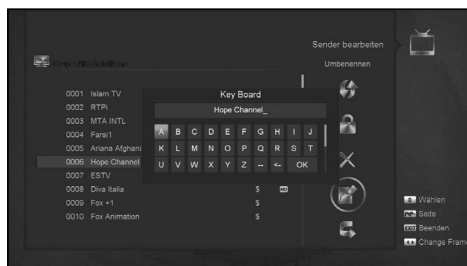 Sender bearbeiten
Umbenennen
0001 Islam TV
0002 RTPi
0003 MTA INTL
0004 Farsi1
0005 Ariana Afghani
0006 Hope Channel
0007 ESTV
0008 Diva Italia $
0009 Fox +1 $
0010 Fox Animation $
Key Board
Hope Channel_
A B C D E F G H I J
K L M N O P Q R S T
U V W X Y Z -- <- OK
Wählen
Seite
EXIT Beenden
Change Fram